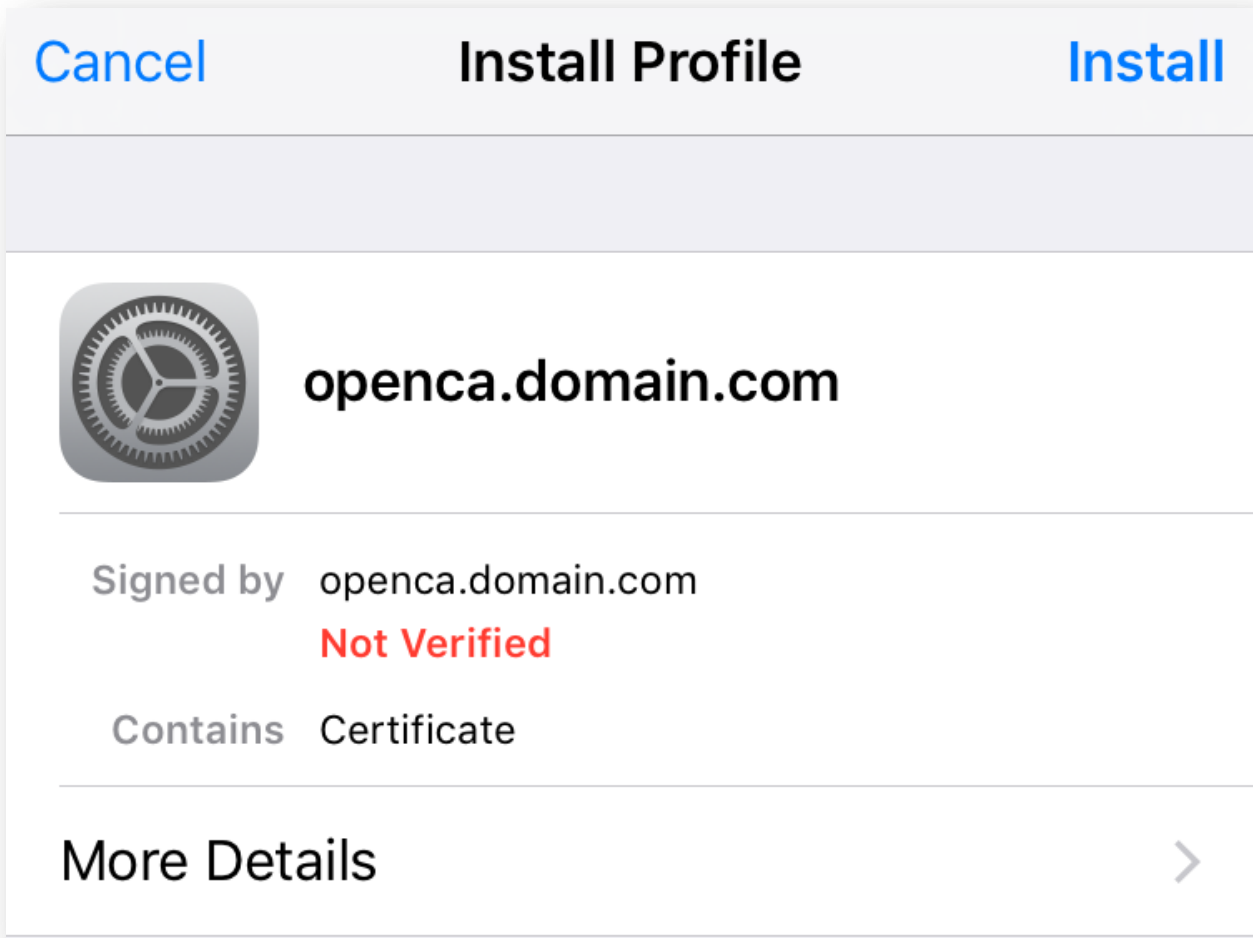 Cancel Install Profile Install
openca.domain.com
Signed by openca.domain.com
Not Verified
Contains Certificate
More Details